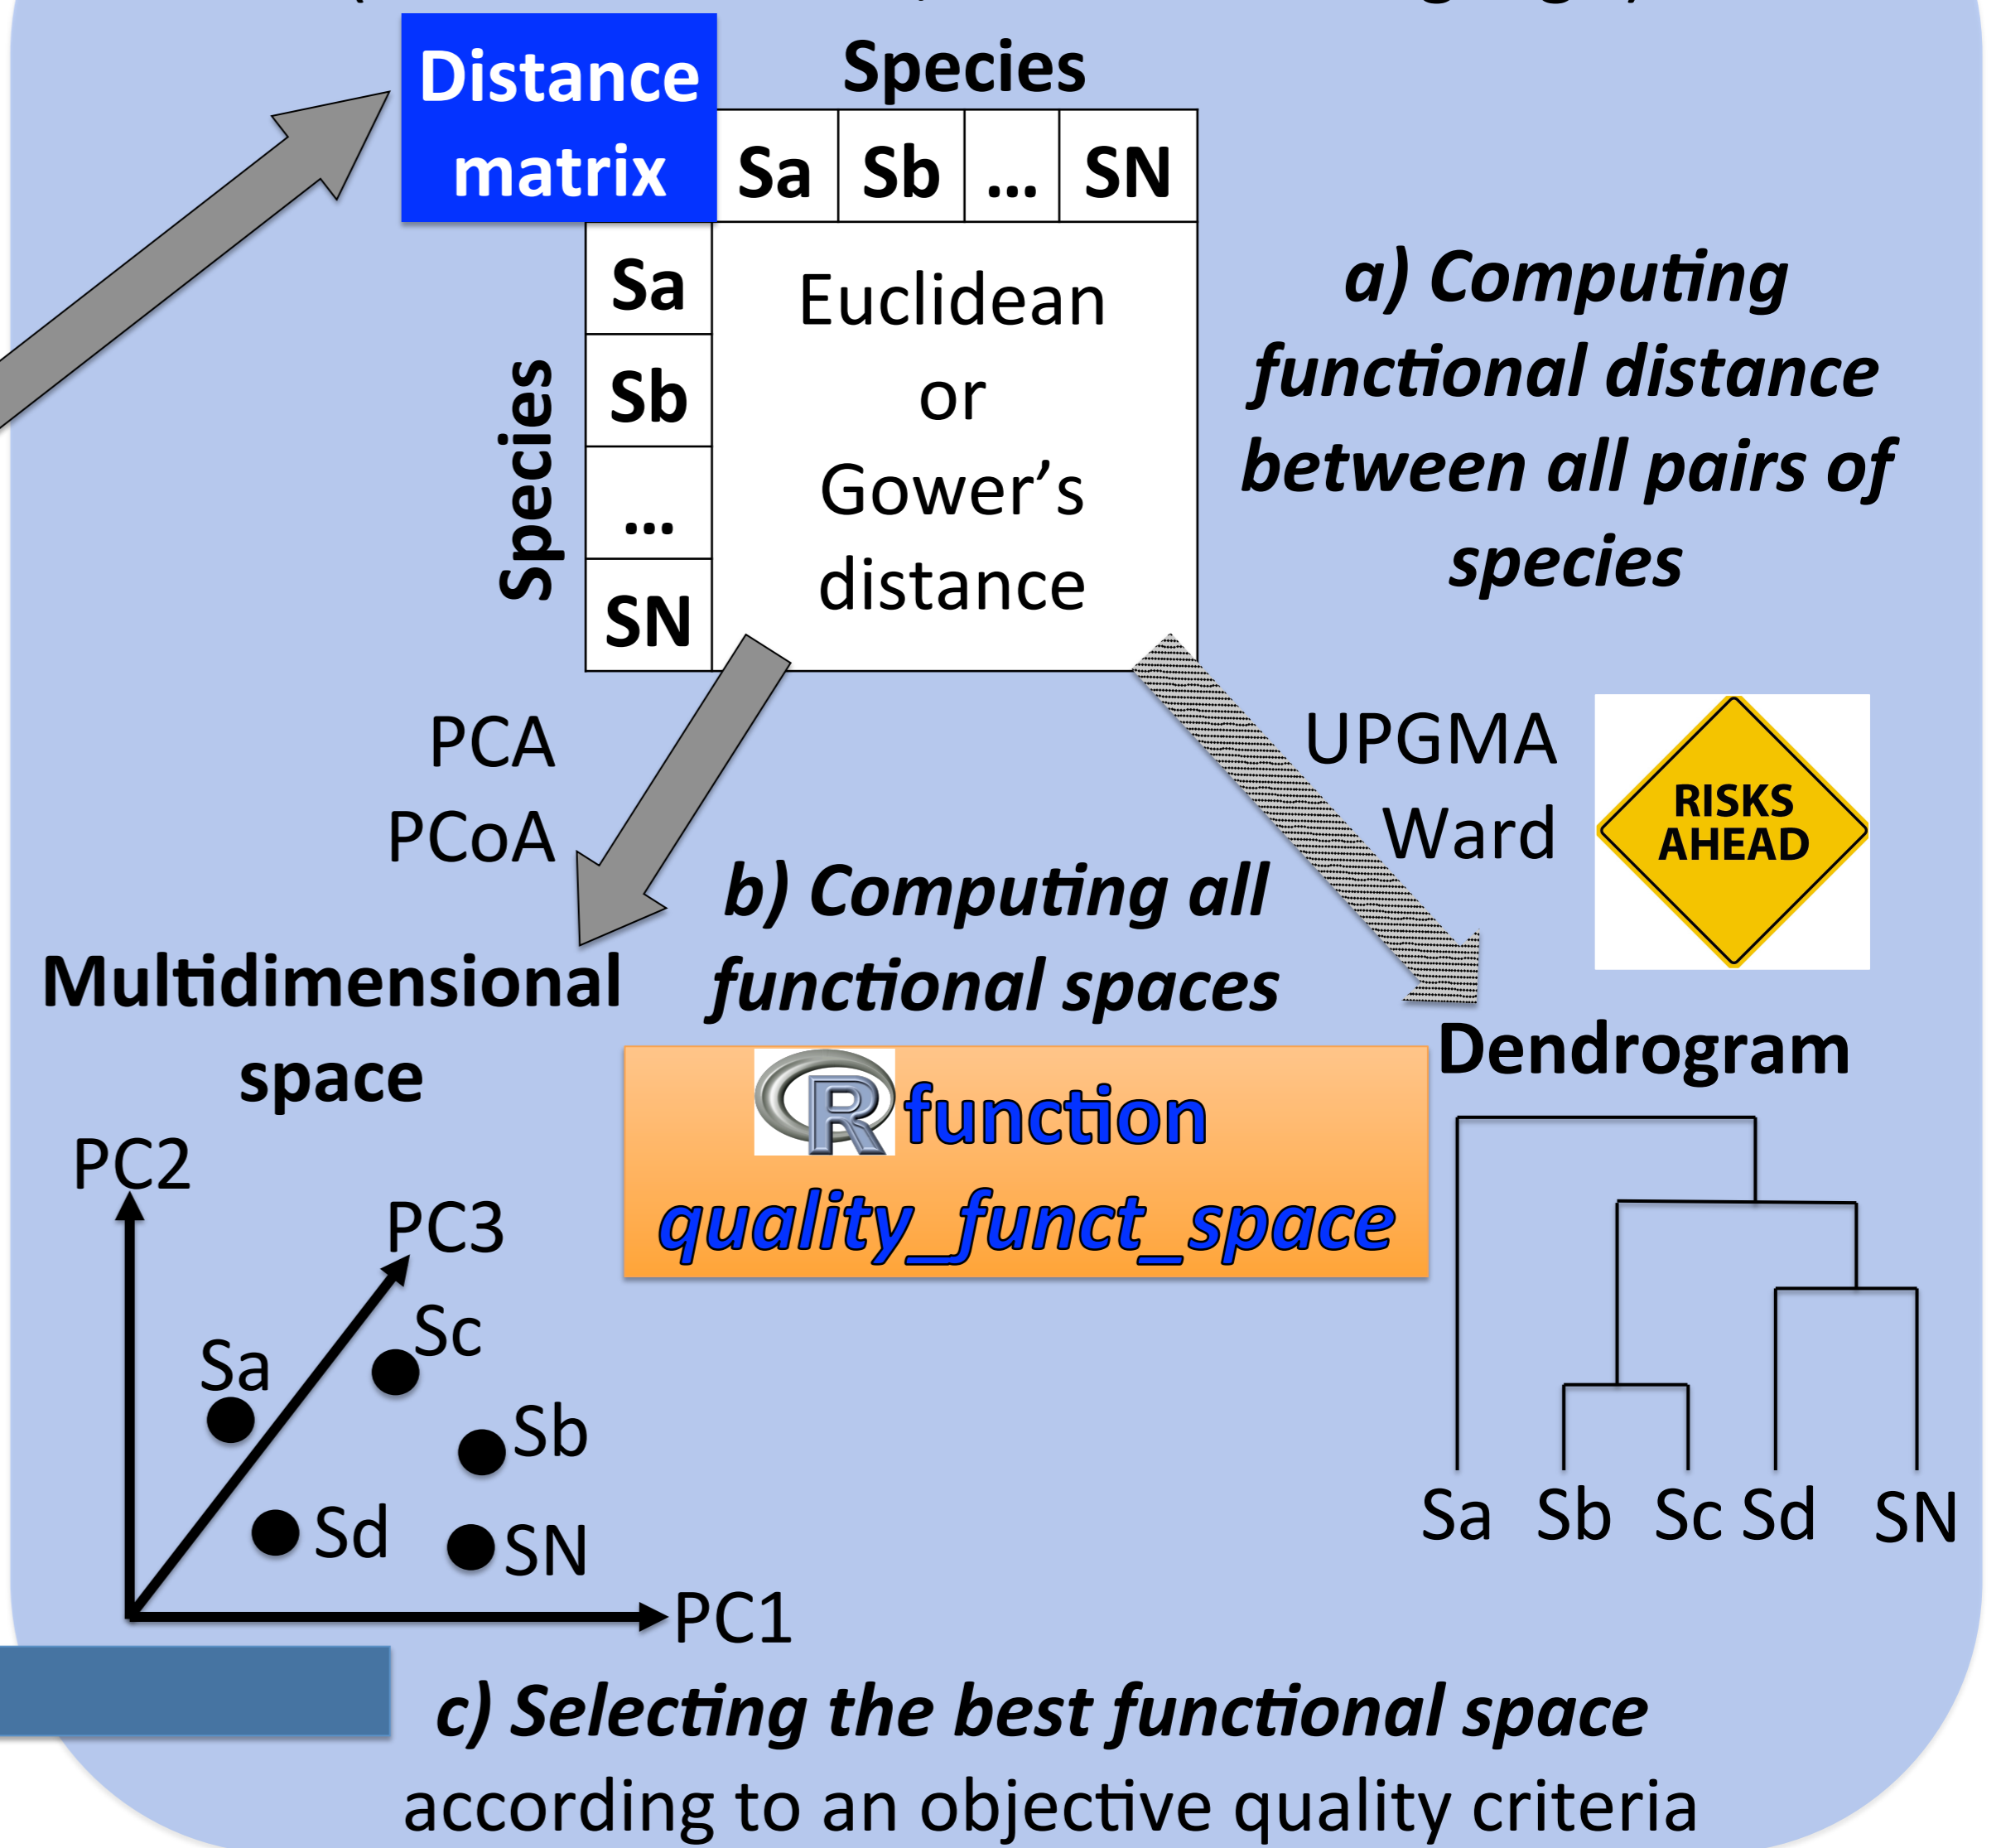 Distance
matrix
Species
Sa Sb ... SN
Species
Sa
Sb
...
SN
Euclidean
or
Gower’s
distance
a) Computing
functional distance
between all pairs of
species
PCA
PCoA
UPGMA
Ward
RISKS
AHEAD
b) Computing all
functional spaces
Multidimensional
space
R function
quality_funct_space
Dendrogram
PC2
PC3
Sc
Sa
Sb
Sd
SN
PC1
Sa Sb Sc Sd SN
c) Selecting the best functional space
according to an objective quality criteria